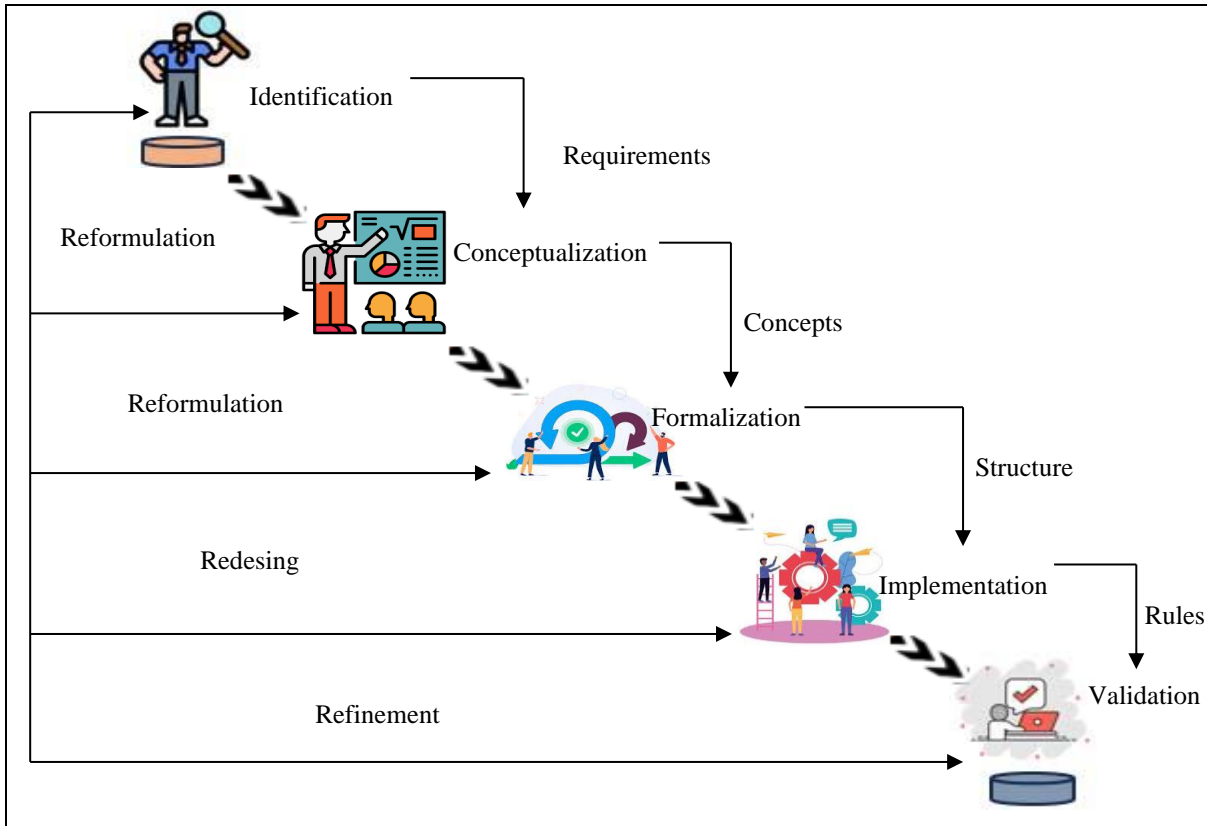 Identification
Requirements
Reformulation
Conceptualization
Concepts
Reformulation
Formalization
Structure
Redesing
Implementation
Rules
Validation
Refinement